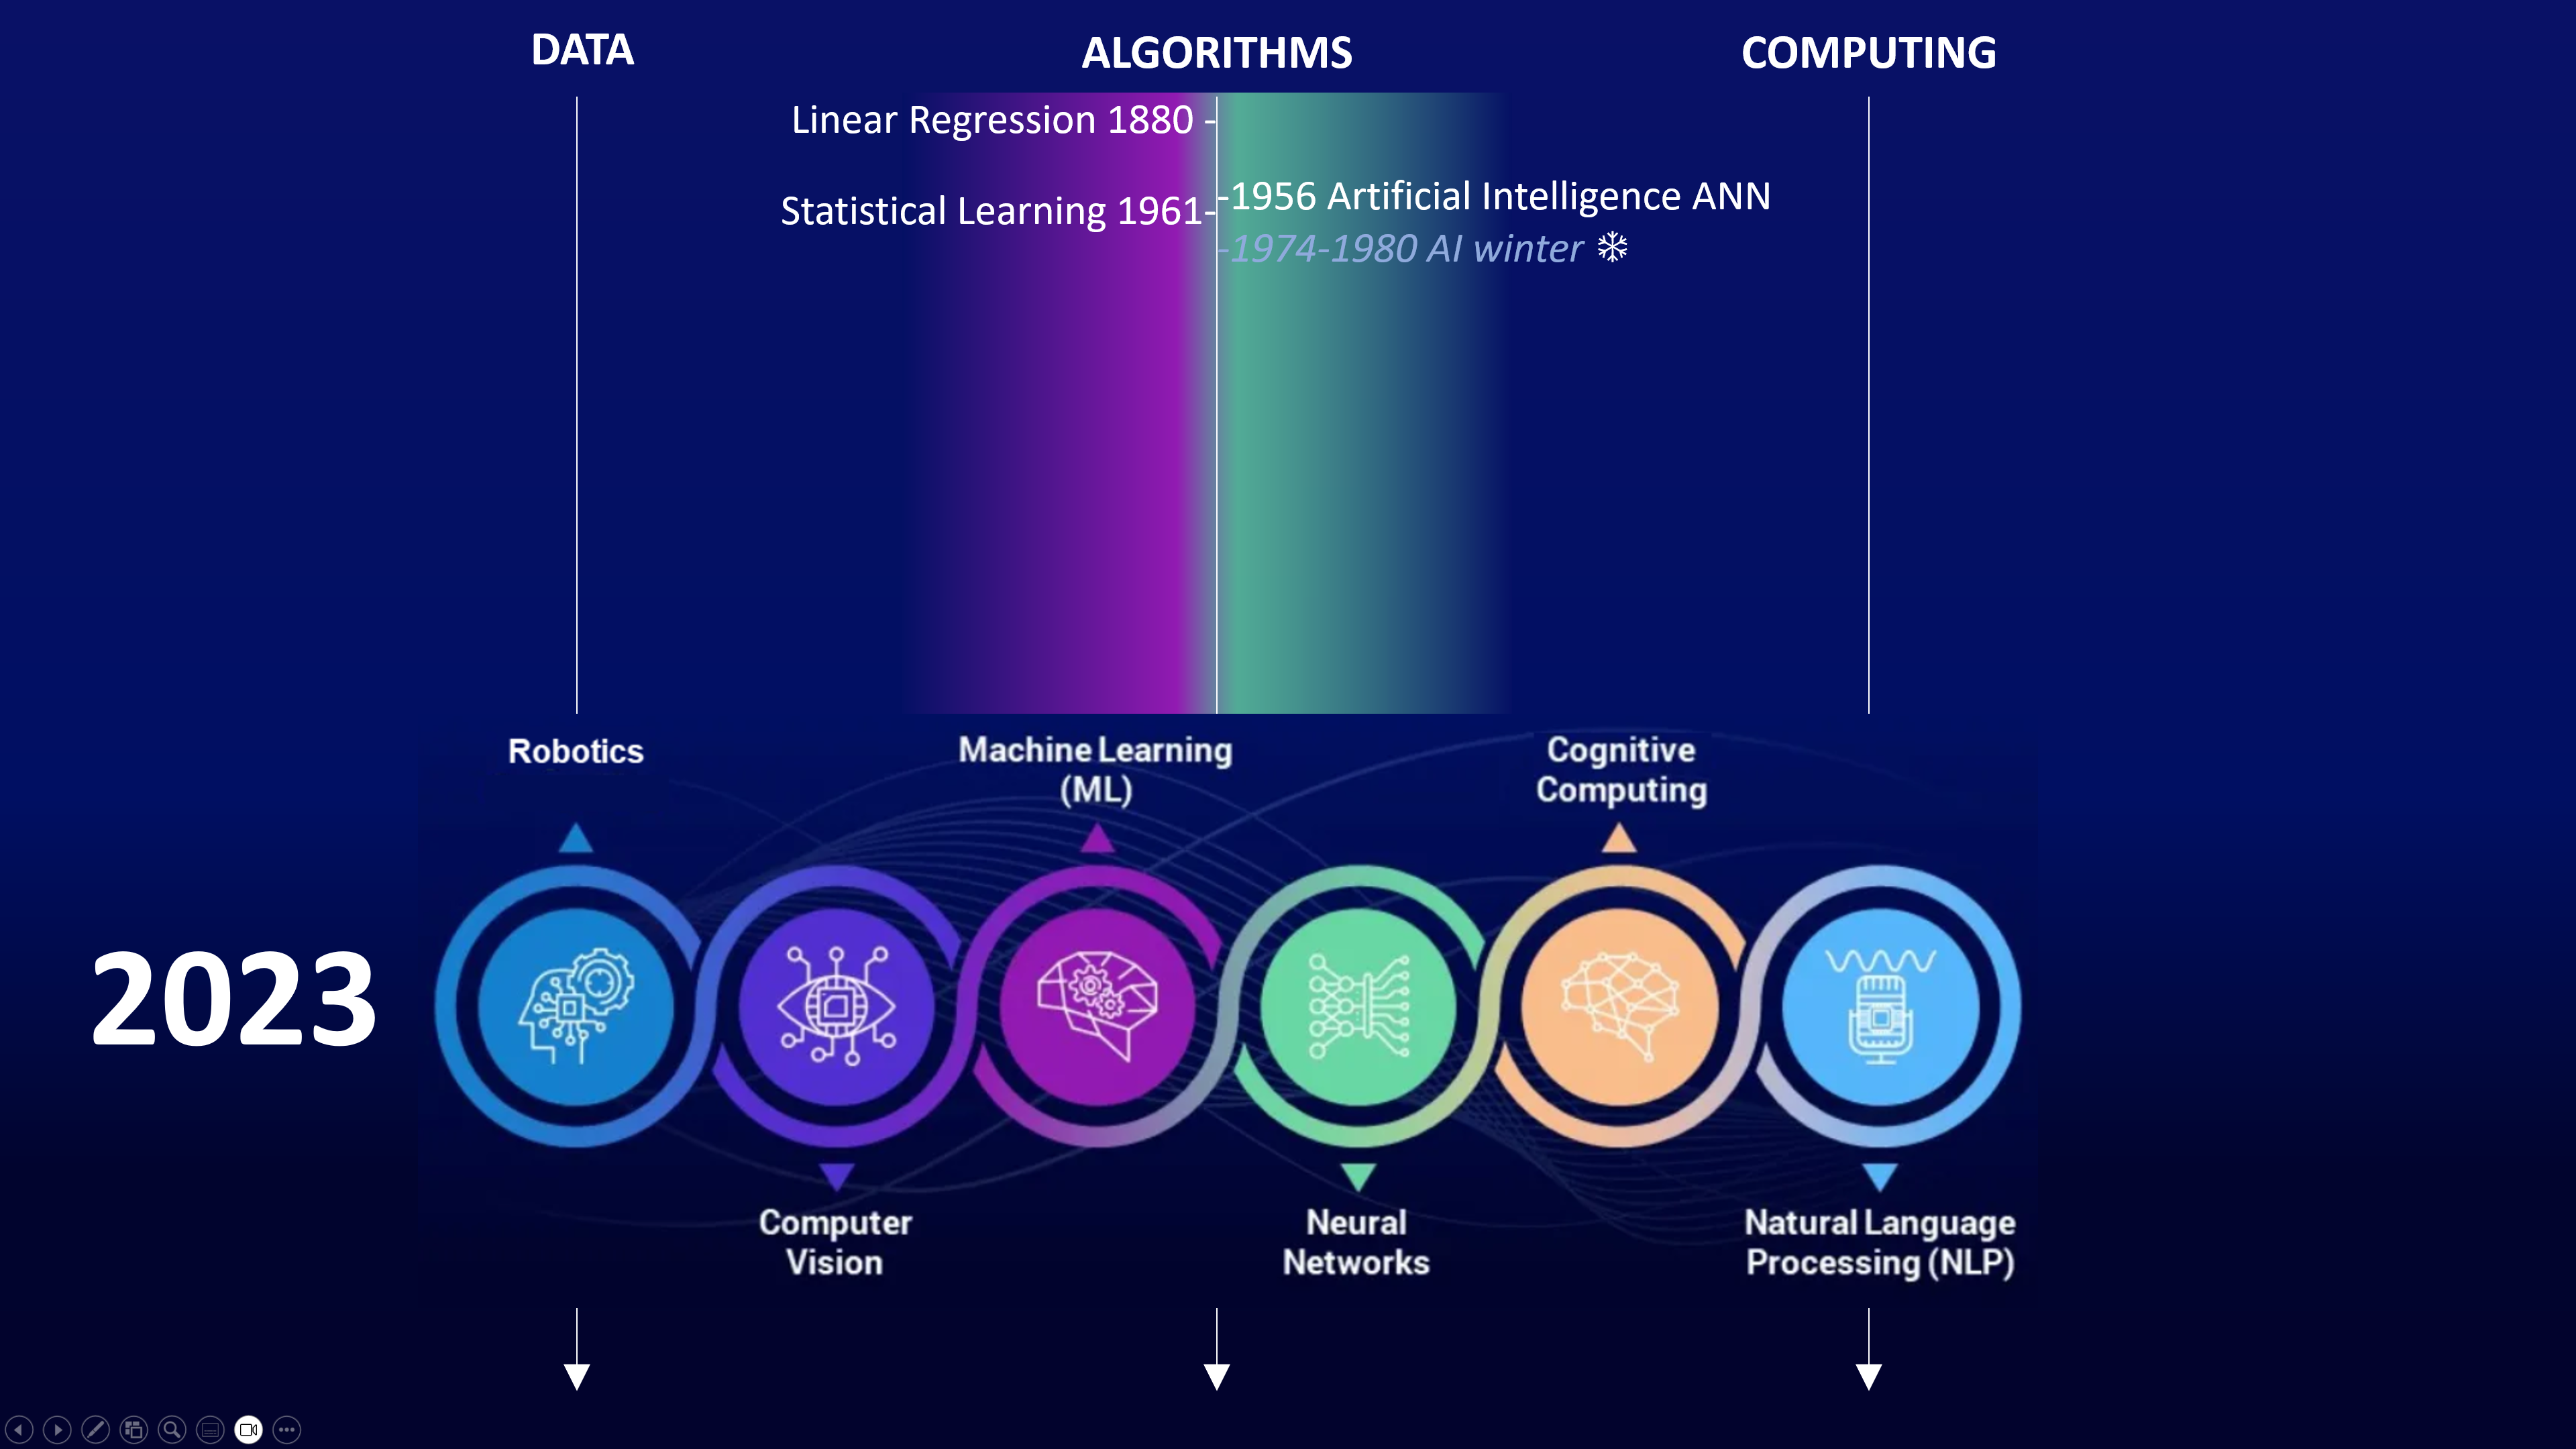 DATA
ALGORITHMS
COMPUTING
Linear Regression 1880 -
-1956 Artificial Intelligence ANN
Statistical Learning 1961-
-1974-1980 AI winter ❄
Robotics
Machine Learning
(ML)
Cognitive
Computing
2023
Computer
Vision
Neural
Networks
Natural Language
Processing (NLP)